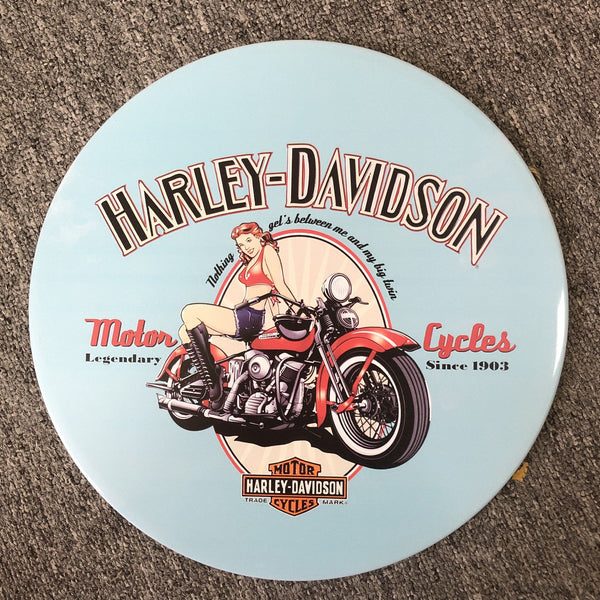 HARLEY-DAVIDSON
Nothing get's between me and my big twin
Motor Cycles
Legendary Since 1903
MOTOR
HARLEY-DAVIDSON
CYCLES
TRADE MARK